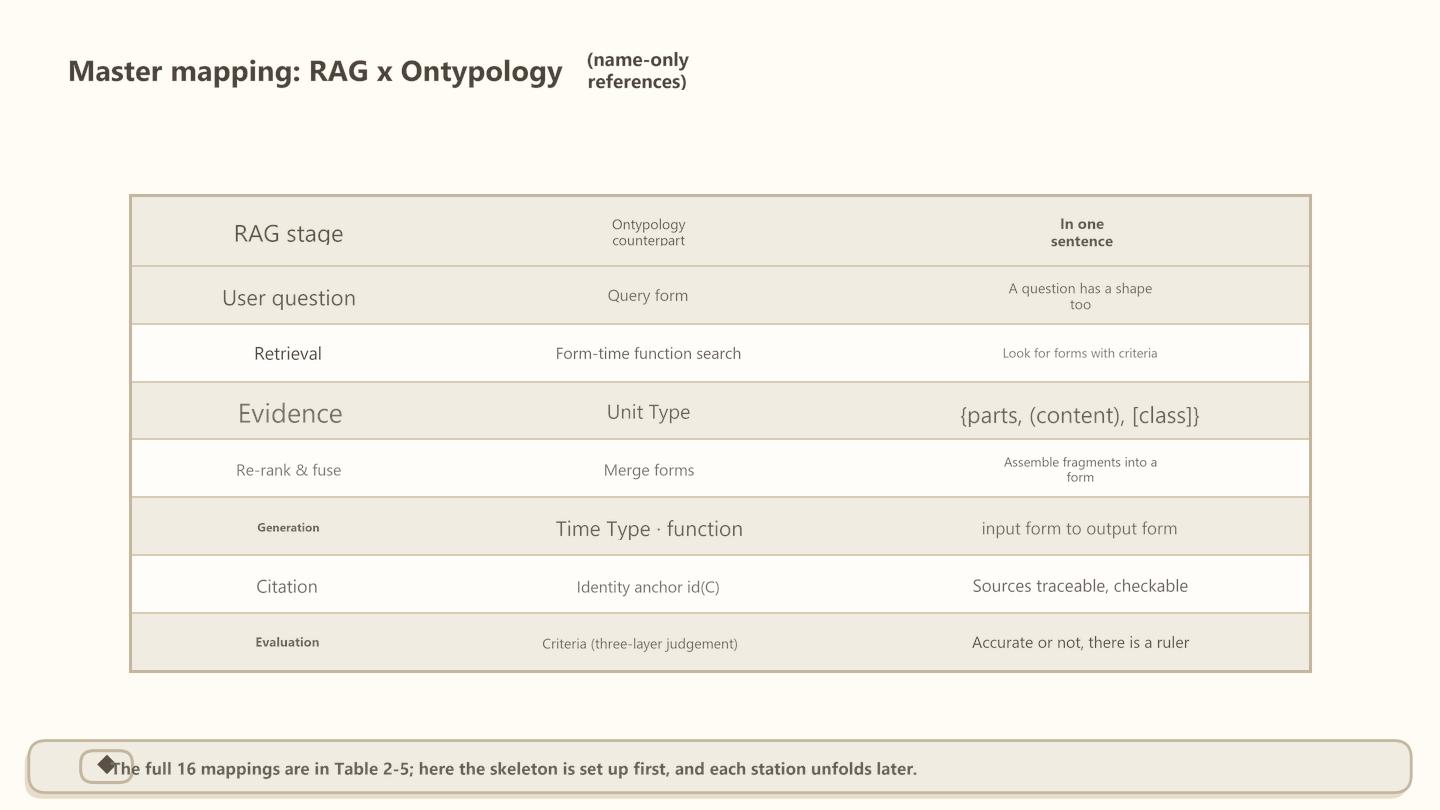 Master mapping: RAG x Ontypology
(name-only
references)
RAG stage
Ontypology
counterpart
In one
sentence
User question
Query form
A question has a shape
too
Retrieval
Form-time function search
Look for forms with criteria
Evidence
Unit Type
{parts, (content), [class]}
Re-rank & fuse
Merge forms
Assemble fragments into a
form
Generation
Time Type · function
input form to output form
Citation
Identity anchor id(C)
Sources traceable, checkable
Evaluation
Criteria (three-layer judgement)
Accurate or not, there is a ruler
The full 16 mappings are in Table 2-5; here the skeleton is set up first, and each station unfolds later.